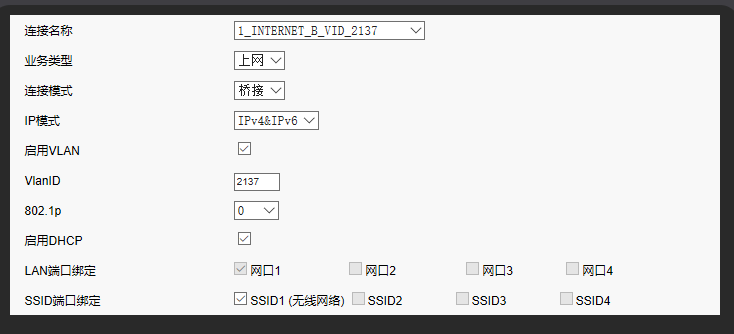 连接名称 1_INTERNET_B_VID_2137
业务类型 上网
连接模式 桥接
IP模式 IPv4&IPv6
启用VLAN
VlanID 2137
802.1p 0
启用DHCP
LAN端口绑定 网口1 网口2 网口3 网口4
SSID端口绑定 SSID1 (无线网络) SSID2 SSID3 SSID4